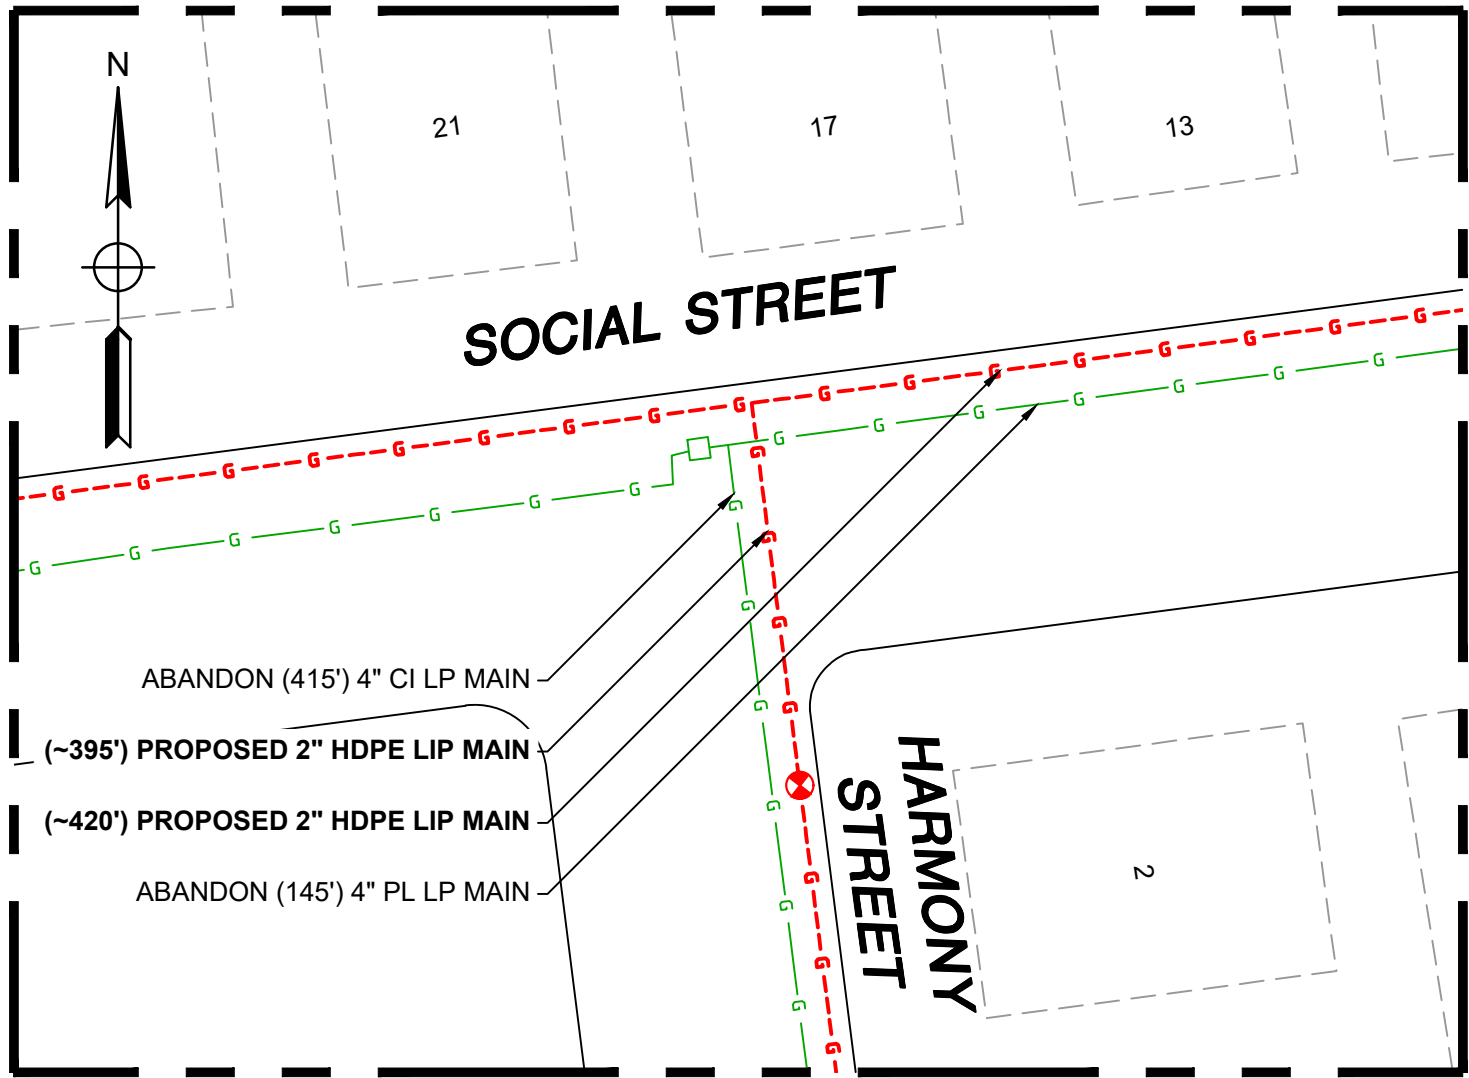 N
21
17
13
SOCIAL STREET
G G G G G G G G G G G G G G G G G
G G G G G G G G G G G G G G
G G G G G G G G
G G G G G G
ABANDON (415') 4" CI LP MAIN
(~395') PROPOSED 2" HDPE LIP MAIN
(~420') PROPOSED 2" HDPE LIP MAIN
ABANDON (145') 4" PL LP MAIN
HARMONY
STREET
2